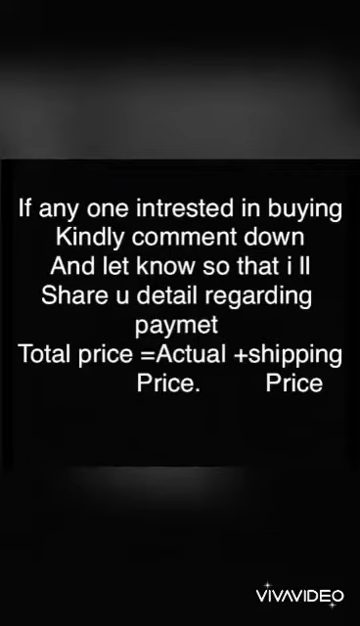 If any one intrested in buying
Kindly comment down
And let know so that i ll
Share u detail regarding
paymet
Total price =Actual +shipping
Price. Price
VIVAVIDEO